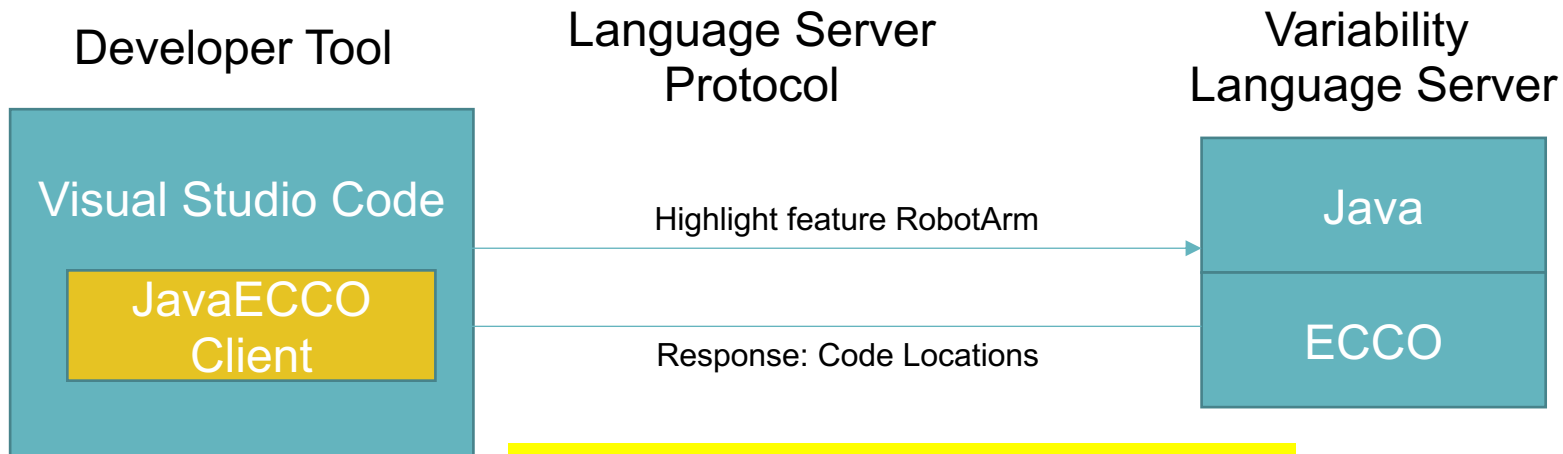 Developer Tool
Language Server
Protocol
Variability
Language Server
Visual Studio Code
JavaECCO
Client
Highlight feature RobotArm
Response: Code Locations
Java
ECCO